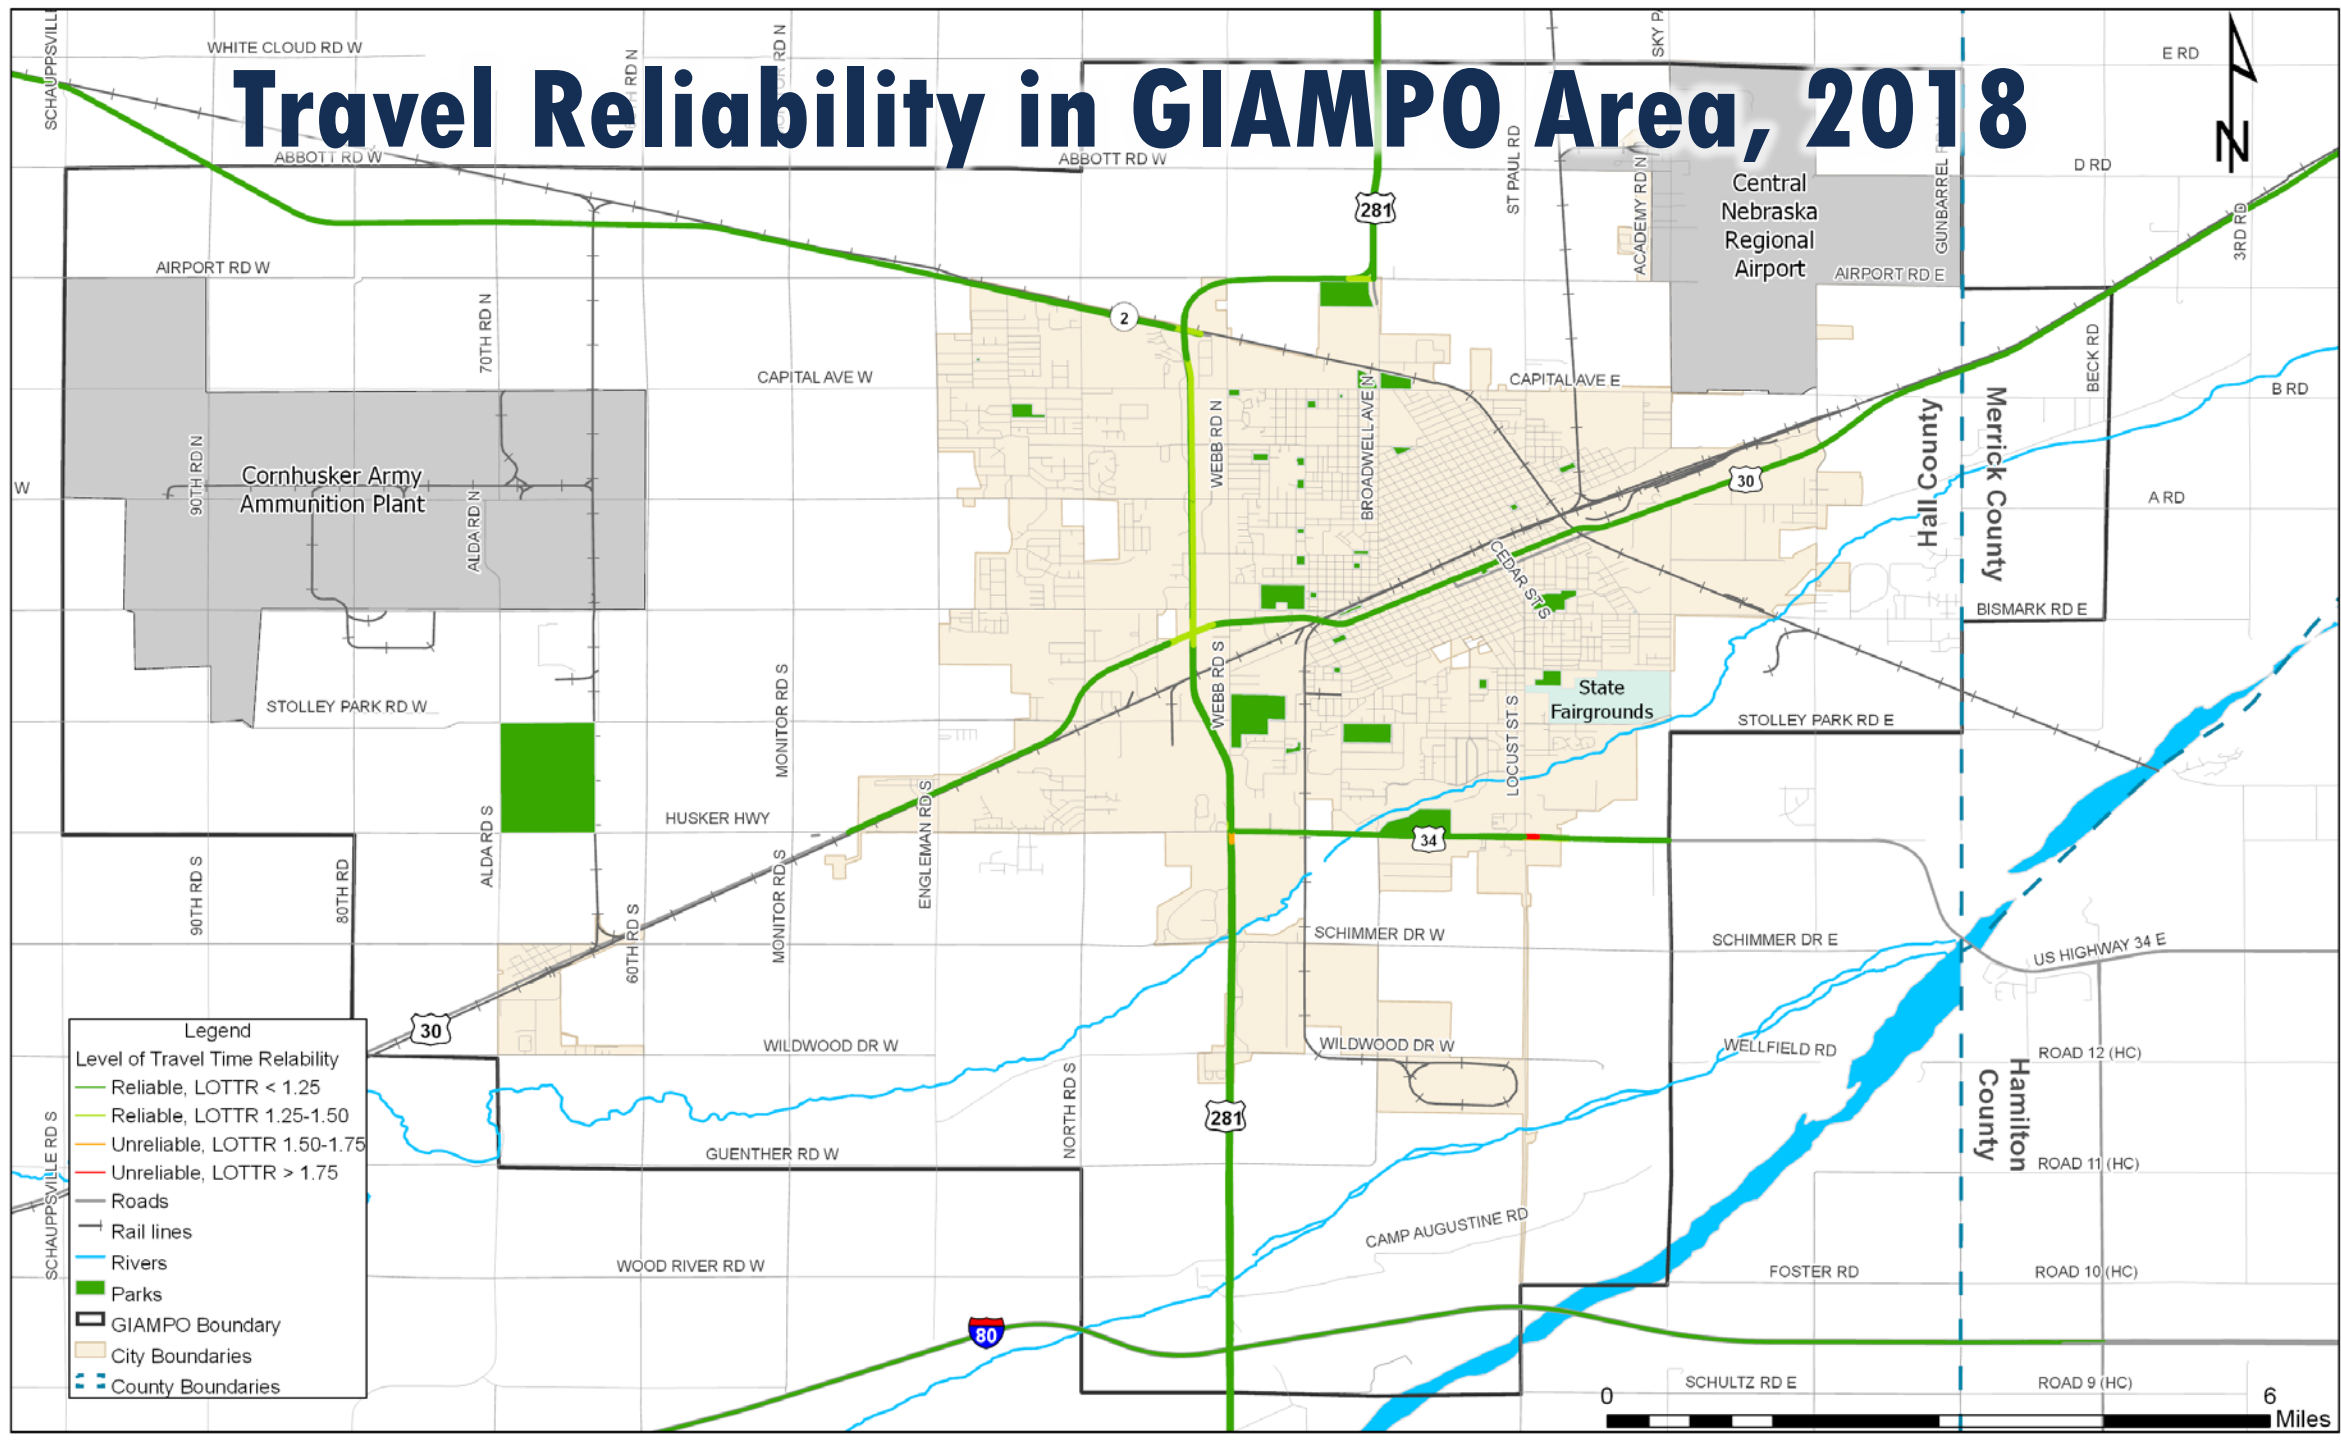 Travel Reliability in GIAMPO Area, 2018
WHITE CLOUD RD W
E RD
SCHAUPPSVILLE
ABBOTT RD W
ABBOTT RD W
ST PAUL RD
ACADEMY RD N
Central
Nebraska
Regional
Airport
D RD
3RD RD
281
AIRPORT RD W
AIRPORT RD E
70TH RD N
2
CAPITAL AVE W
CAPITAL AVE E
BECK RD
B RD
WEBB RD N
BROADWELL AVE N
Hall County
Merrick County
90TH RD N
Cornhusker Army
Ammunition Plant
ALDA RD N
W
30
A RD
CEDAR ST S
BISMARK RD E
STOLLEY PARK RD W
MONITOR RD S
WEBB RD S
LOCUST ST S
State
Fairgrounds
STOLLEY PARK RD E
HUSKER HWY
ALDA RD S
ENGLEMAN RD S
34
90TH RD S
80TH RD
60TH RD S
MONITOR RD S
SCHIMMER DR W
SCHIMMER DR E
US HIGHWAY 34 E
30
WILDWOOD DR W
WILDWOOD DR W
WELLFIELD RD
ROAD 12 (HC)
Hamilton
County
NORTH RD S
281
GUENTHER RD W
ROAD 11 (HC)
SCHAUPPSVILLE RD S
CAMP AUGUSTINE RD
WOOD RIVER RD W
FOSTER RD
ROAD 10 (HC)
80
SCHULTZ RD E
ROAD 9 (HC)
Legend
Level of Travel Time Relability
Reliable, LOTTR < 1.25
Reliable, LOTTR 1.25-1.50
Unreliable, LOTTR 1.50-1.75
Unreliable, LOTTR > 1.75
Roads
Rail lines
Rivers
Parks
GIAMPO Boundary
City Boundaries
County Boundaries
0 6
Miles
N